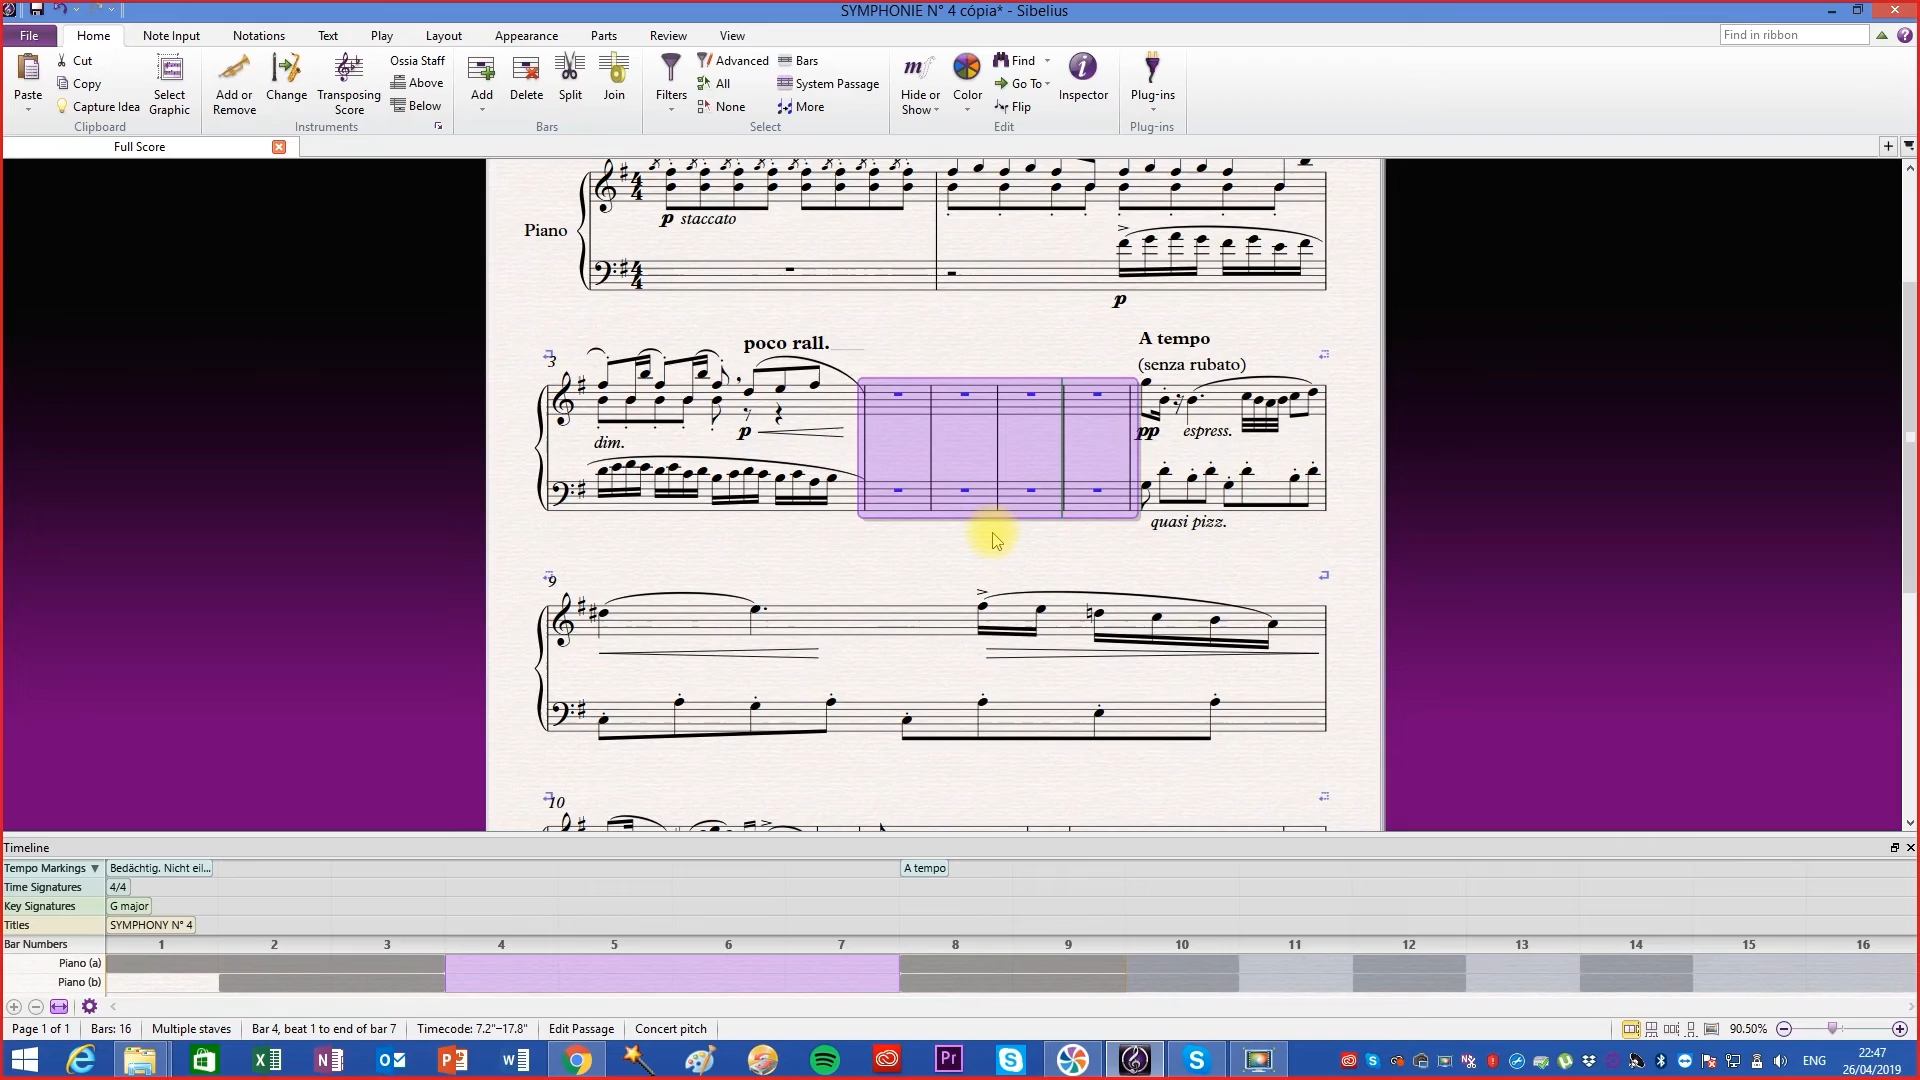 SYMPHONIE N° 4 cópia* - Sibelius
File Home Note Input Notations Text Play Layout Appearance Parts Review View Find in ribbon
Paste Cut Copy Capture Idea Select Graphic
Clipboard
Add or Remove Change Transposing Score Ossia Staff Above Below
Instruments
Add Delete Split Join
Bars
Filters Advanced All None Bars System Passage More
Select
mf Hide or Show Color Find Go To Flip Inspector
Edit
Plug-ins
Plug-ins
Full Score
Piano
4 4
p staccato
4 4
p
poco rall.
A tempo
(senza rubato)
3
dim.
p
pp espress.
quasi pizz.
9
10
Timeline
Tempo Markings Bedächtig. Nicht eil... A tempo
Time Signatures 4/4
Key Signatures G major
Titles SYMPHONY N° 4
Bar Numbers 1 2 3 4 5 6 7 8 9 10 11 12 13 14 15 16
Piano (a)
Piano (b)
Page 1 of 1 Bars: 16 Multiple staves Bar 4, beat 1 to end of bar 7 Timecode: 7.2"–17.8" Edit Passage Concert pitch 90.50%
Pr
ENG
22:47
26/04/2019